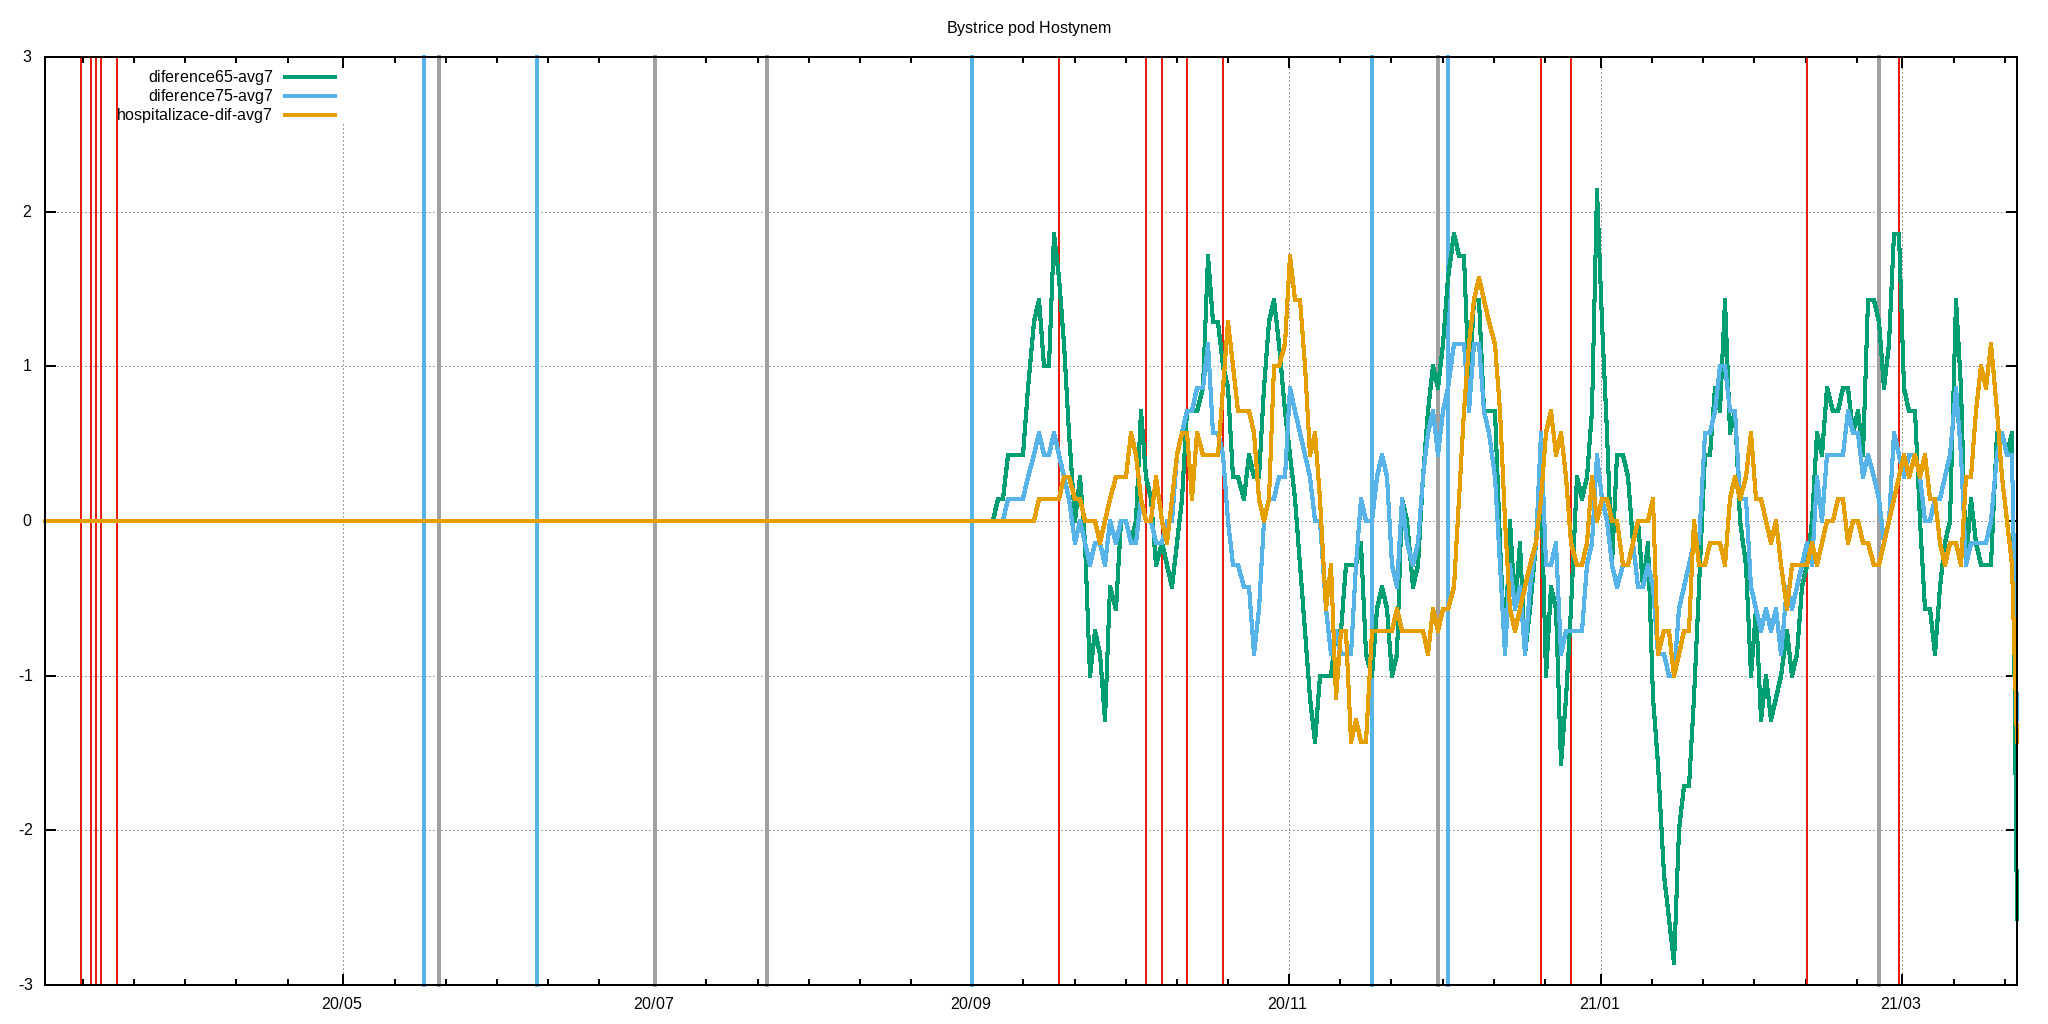 Bystrice pod Hostynem
diference65-avg7
diference75-avg7
hospitalizace-dif-avg7
3
2
1
0
-1
-2
-3
20/05 20/07 20/09 20/11 21/01 21/03